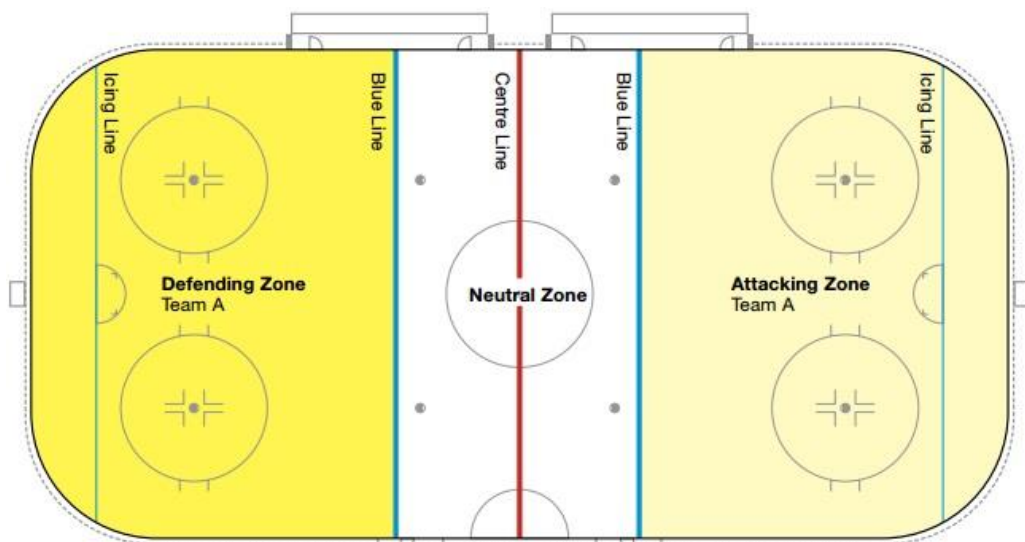 Icing Line
Blue Line
Centre Line
Blue Line
Icing Line
Defending Zone
Team A
Neutral Zone
Attacking Zone
Team A